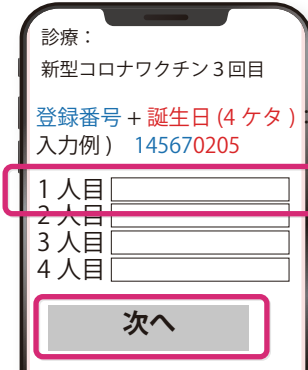 診療：
新型コロナワクチン３回目
登録番号 + 誕生日 (4 ケタ )：
入力例 )　145670205
1 人目
2 人目
3 人目
4 人目
次へ